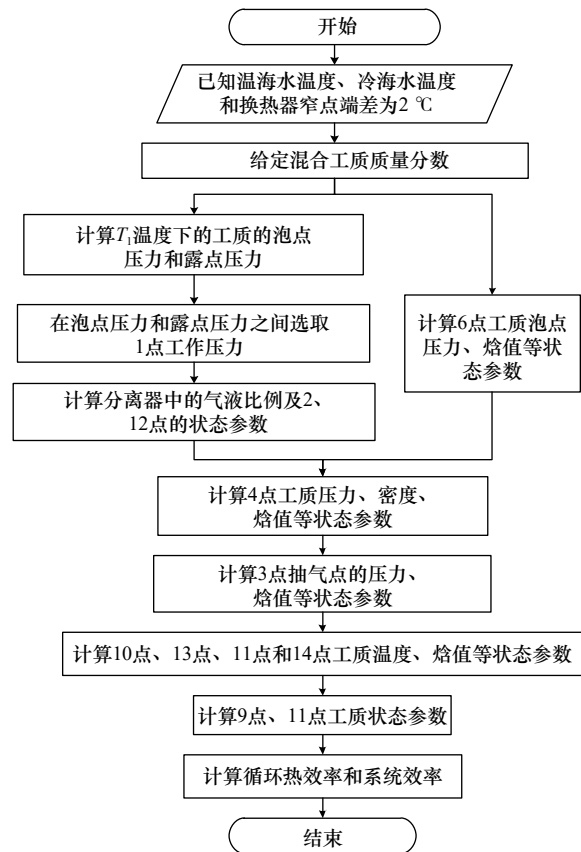 开始
已知温海水温度、冷海水温度
和换热器窄点端差为2 ℃
给定混合工质质量分数
计算T1温度下的工质的泡点
压力和露点压力
在泡点压力和露点压力之间选取
1点工作压力
计算分离器中的气液比例及2、
12点的状态参数
计算6点工质泡点
压力、焓值等状
态参数
计算4点工质压力、密度、
焓值等状态参数
计算3点抽气点的压力、
焓值等状态参数
计算10点、13点、11点和14点工质温度、焓值等状态参数
计算9点、11点工质状态参数
计算循环热效率和系统效率
结束